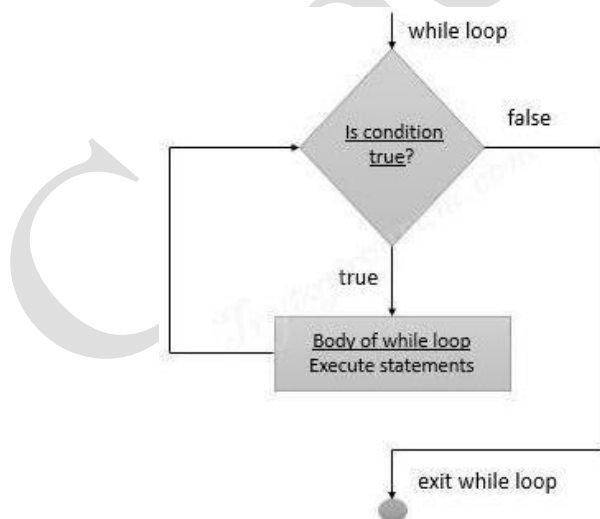 while loop
Is condition
true?
false
true
Body of while loop
Execute statements
exit while loop